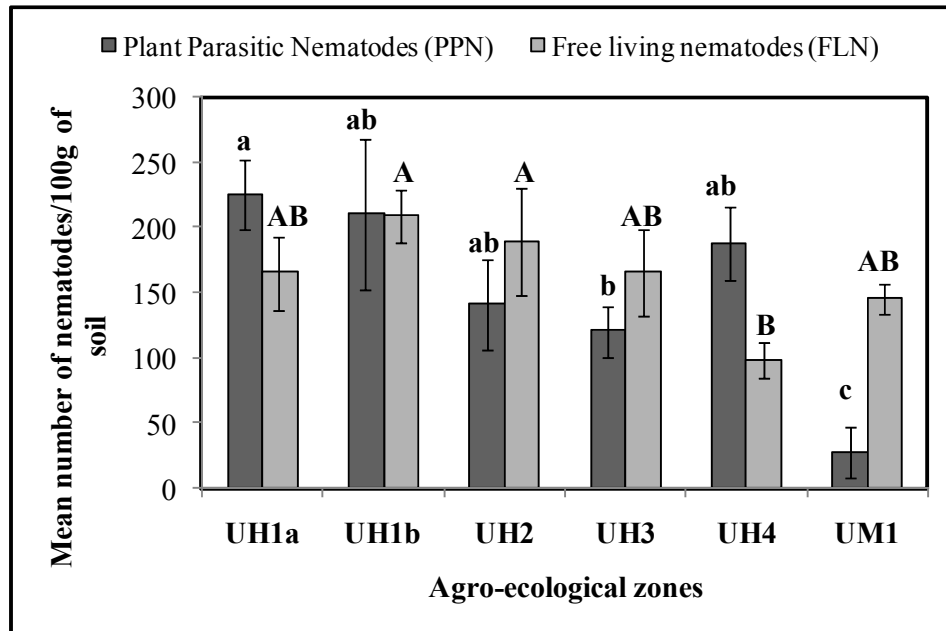 Plant Parasitic Nematodes (PPN) Free living nematodes (FLN)
Mean number of nematodes/100g of
soil
300
250
200
150
100
50
0
a
AB
ab
A
ab
A
b
AB
ab
B
c
AB
UH1a UH1b UH2 UH3 UH4 UM1
Agro-ecological zones